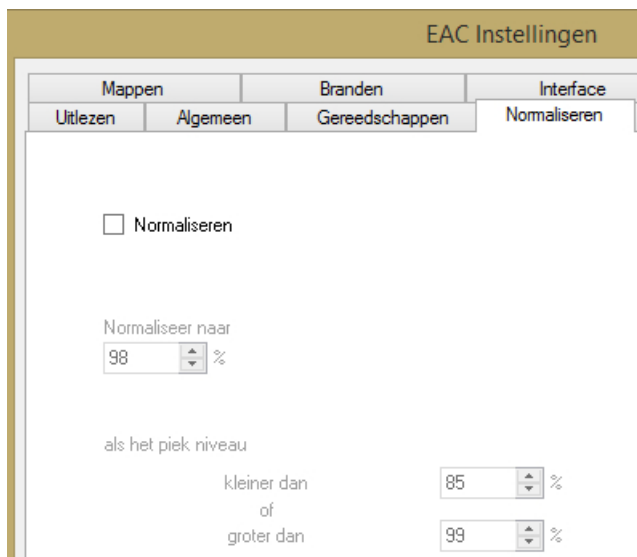 EAC Instellingen
Mappen Branden Interface
Uitlezen Algemeen Gereedschappen Normaliseren
Normaliseren
Normaliseer naar
98 %
als het piek niveau
kleiner dan 85 %
of
groter dan 99 %